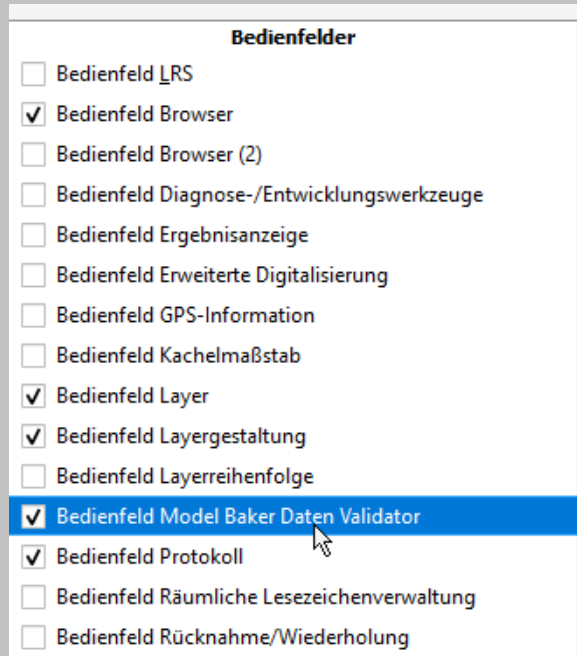 Bedienfelder
Bedienfeld LRS
Bedienfeld Browser
Bedienfeld Browser (2)
Bedienfeld Diagnose-/Entwicklungswerkzeuge
Bedienfeld Ergebnisanzeige
Bedienfeld Erweiterte Digitalisierung
Bedienfeld GPS-Information
Bedienfeld Kachelmaßstab
Bedienfeld Layer
Bedienfeld Layergestaltung
Bedienfeld Layerreihenfolge
Bedienfeld Model Baker Daten Validator
Bedienfeld Protokoll
Bedienfeld Räumliche Lesezeichenverwaltung
Bedienfeld Rücknahme/Wiederholung